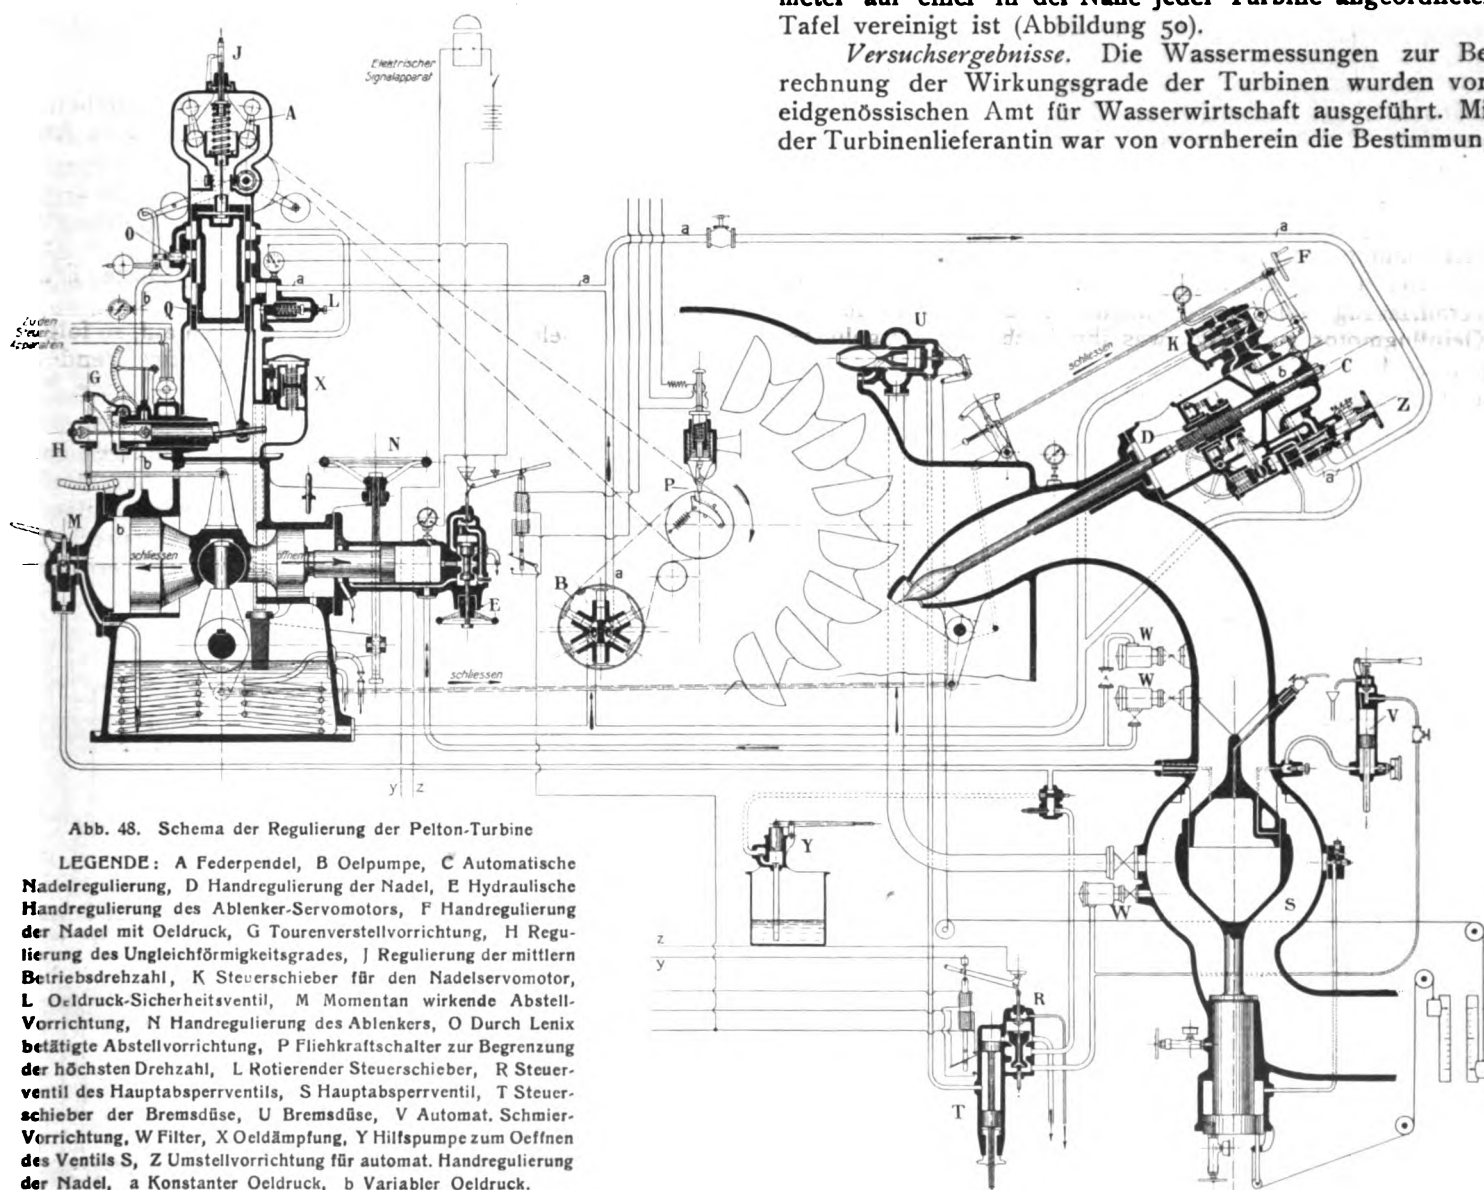 meter auf einer in der Nähe jeder Turbine angeordneten
Tafel vereinigt ist (Abbildung 50).
Versuchsergebnisse. Die Wassermessungen zur Be
rechnung der Wirkungsgrade der Turbinen wurden vor
eidgenössischen Amt für Wasserwirtschaft ausgeführt. Mi
der Turbinenlieferantin war von vornherein die Bestimmun
Elektrischer
Signalapparat
J
A
O
b
Q
L
a
a
a
a
Zu den
Steuer
Apparaten
G
X
H
b
N
M
b
schliessen
öffnen
E
P
B
a
schliessen
y z
U
F
K
schliessen
b
C
Z
D
a
W
W
V
W
S
Y
z
y
R
T
Abb. 48. Schema der Regulierung der Pelton-Turbine
LEGENDE: A Federpendel, B Oelpumpe, C Automatische
Nadelregulierung, D Handregulierung der Nadel, E Hydraulische
Handregulierung des Ablenker-Servomotors, F Handregulierung
der Nadel mit Oeldruck, G Tourenverstellvorrichtung, H Regu-
lierung des Ungleichförmigkeitsgrades, J Regulierung der mittlern
Betriebsdrehzahl, K Steuerschieber für den Nadelservomotor,
L Oeldruck-Sicherheitsventil, M Momentan wirkende Abstell-
Vorrichtung, N Handregulierung des Ablenkers, O Durch Lenix
betätigte Abstellvorrichtung, P Fliehkraftschalter zur Begrenzung
der höchsten Drehzahl, L Rotierender Steuerschieber, R Steuer-
ventil des Hauptabsperrventils, S Hauptabsperrventil, T Steuer-
schieber der Bremsdüse, U Bremsdüse, V Automat. Schmier-
Vorrichtung, W Filter, X Oeldämpfung, Y Hilfspumpe zum Oeffnen
des Ventils S, Z Umstellvorrichtung für automat. Handregulierung
der Nadel, a Konstanter Oeldruck, b Variabler Oeldruck.